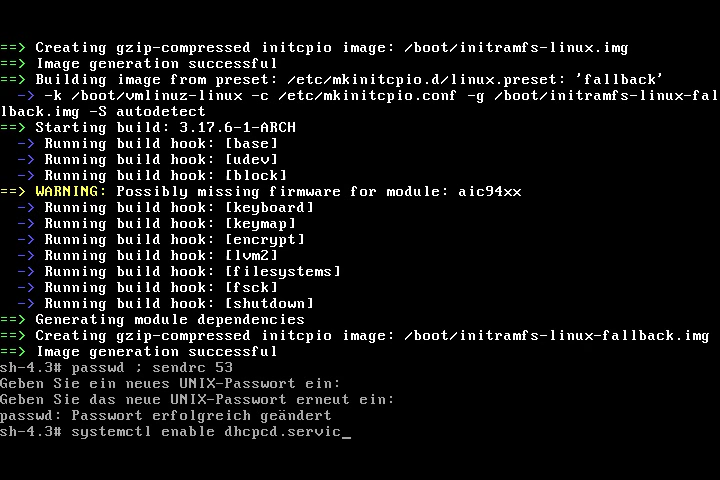 ==> Creating gzip-compressed initcpio image: /boot/initramfs-linux.img
==> Image generation successful
==> Building image from preset: /etc/mkinitcpio.d/linux.preset: 'fallback'
  -> -k /boot/vmlinuz-linux -c /etc/mkinitcpio.conf -g /boot/initramfs-linux-fal
lback.img -S autodetect
==> Starting build: 3.17.6-1-ARCH
  -> Running build hook: [base]
  -> Running build hook: [udev]
  -> Running build hook: [block]
==> WARNING: Possibly missing firmware for module: aic94xx
  -> Running build hook: [keyboard]
  -> Running build hook: [keymap]
  -> Running build hook: [encrypt]
  -> Running build hook: [lvm2]
  -> Running build hook: [filesystems]
  -> Running build hook: [fsck]
  -> Running build hook: [shutdown]
==> Generating module dependencies
==> Creating gzip-compressed initcpio image: /boot/initramfs-linux-fallback.img
==> Image generation successful
sh-4.3# passwd ; sendrc 53
Geben Sie ein neues UNIX-Passwort ein:
Geben Sie das neue UNIX-Passwort erneut ein:
passwd: Passwort erfolgreich geändert
sh-4.3# systemctl enable dhcpcd.servic_